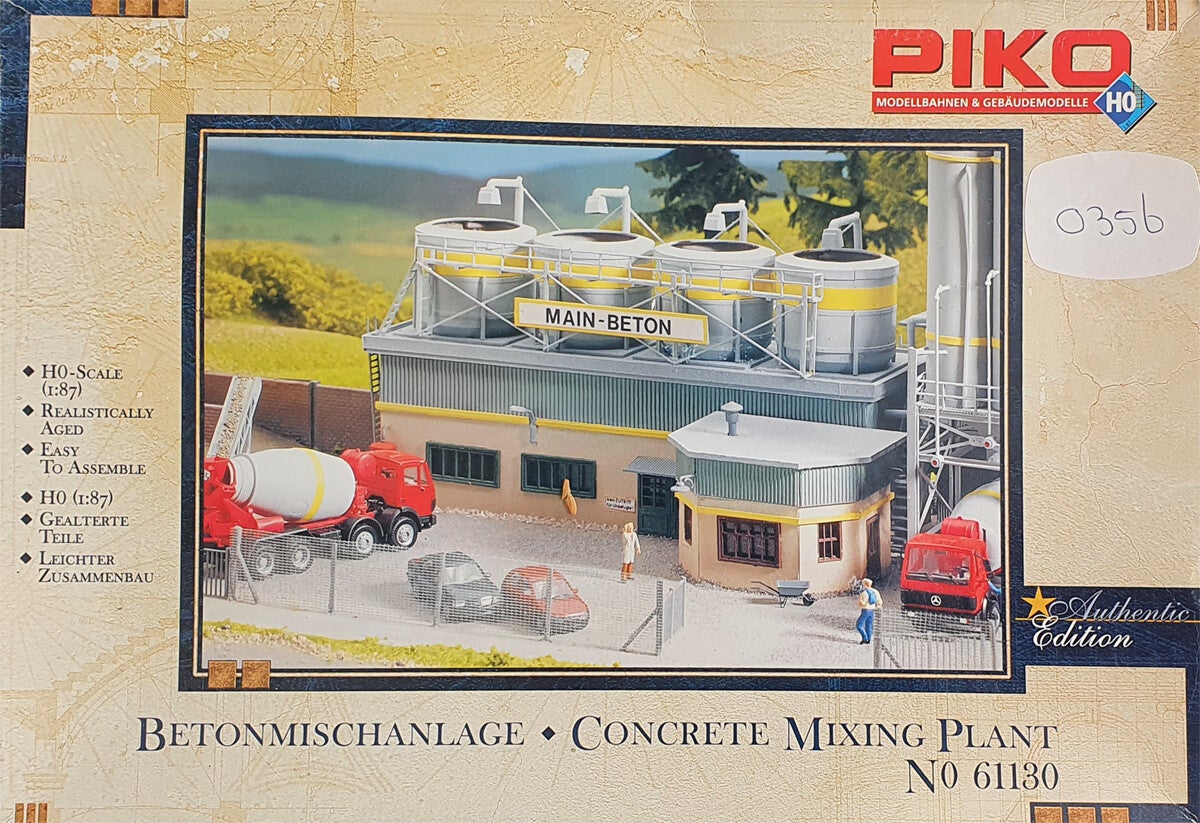 PIKO
MODELLBAHNEN & GEBÄUDEMODELLE
H0
0356
MAIN-BETON
H0-Scale
(1:87)
Realistically
Aged
Easy
To Assemble
H0 (1:87)
Gealterte
Teile
Leichter
Zusammenbau
Authentic
Edition
Betonmischanlage ◆ Concrete Mixing Plant
No 61130